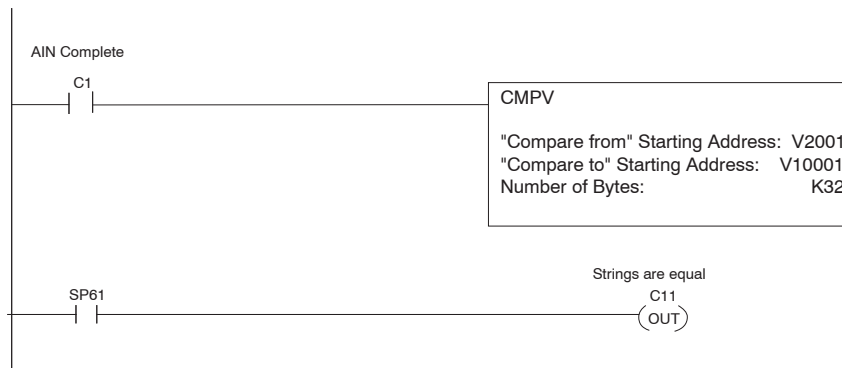 AIN Complete
C1
CMPV
"Compare from" Starting Address: V2001
"Compare to" Starting Address: V10001
Number of Bytes: K32
Strings are equal
SP61
C11
OUT